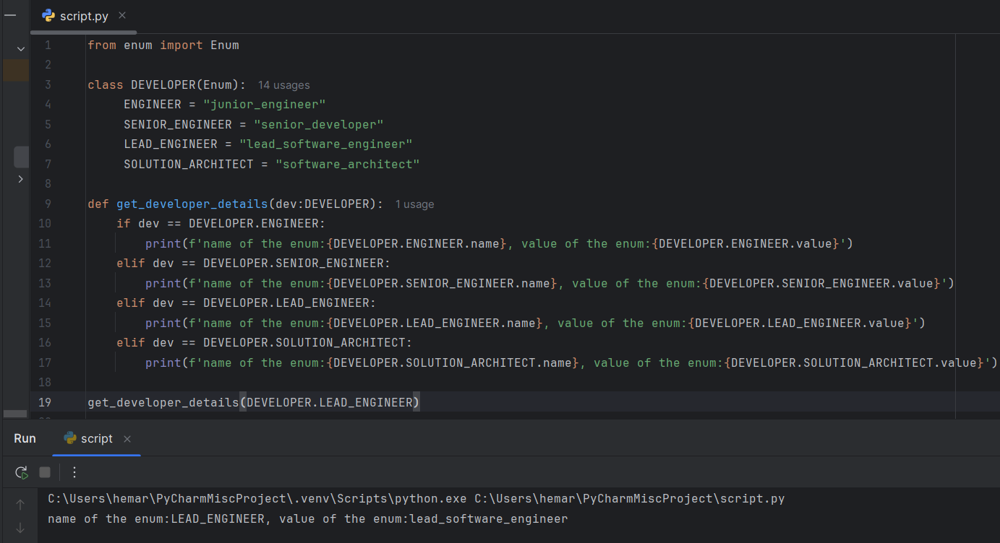 script.py ×
1 from enum import Enum
2
3 class DEVELOPER(Enum): 14 usages
4     ENGINEER = "junior_engineer"
5     SENIOR_ENGINEER = "senior_developer"
6     LEAD_ENGINEER = "lead_software_engineer"
7     SOLUTION_ARCHITECT = "software_architect"
8
9 def get_developer_details(dev:DEVELOPER): 1 usage
10    if dev == DEVELOPER.ENGINEER:
11        print(f'name of the enum:{DEVELOPER.ENGINEER.name}, value of the enum:{DEVELOPER.ENGINEER.value}')
12    elif dev == DEVELOPER.SENIOR_ENGINEER:
13        print(f'name of the enum:{DEVELOPER.SENIOR_ENGINEER.name}, value of the enum:{DEVELOPER.SENIOR_ENGINEER.value}')
14    elif dev == DEVELOPER.LEAD_ENGINEER:
15        print(f'name of the enum:{DEVELOPER.LEAD_ENGINEER.name}, value of the enum:{DEVELOPER.LEAD_ENGINEER.value}')
16    elif dev == DEVELOPER.SOLUTION_ARCHITECT:
17        print(f'name of the enum:{DEVELOPER.SOLUTION_ARCHITECT.name}, value of the enum:{DEVELOPER.SOLUTION_ARCHITECT.value}')
18
19 get_developer_details(DEVELOPER.LEAD_ENGINEER)
Run script ×
C:\Users\hemar\PyCharmMiscProject\.venv\Scripts\python.exe C:\Users\hemar\PyCharmMiscProject\script.py
name of the enum:LEAD_ENGINEER, value of the enum:lead_software_engineer